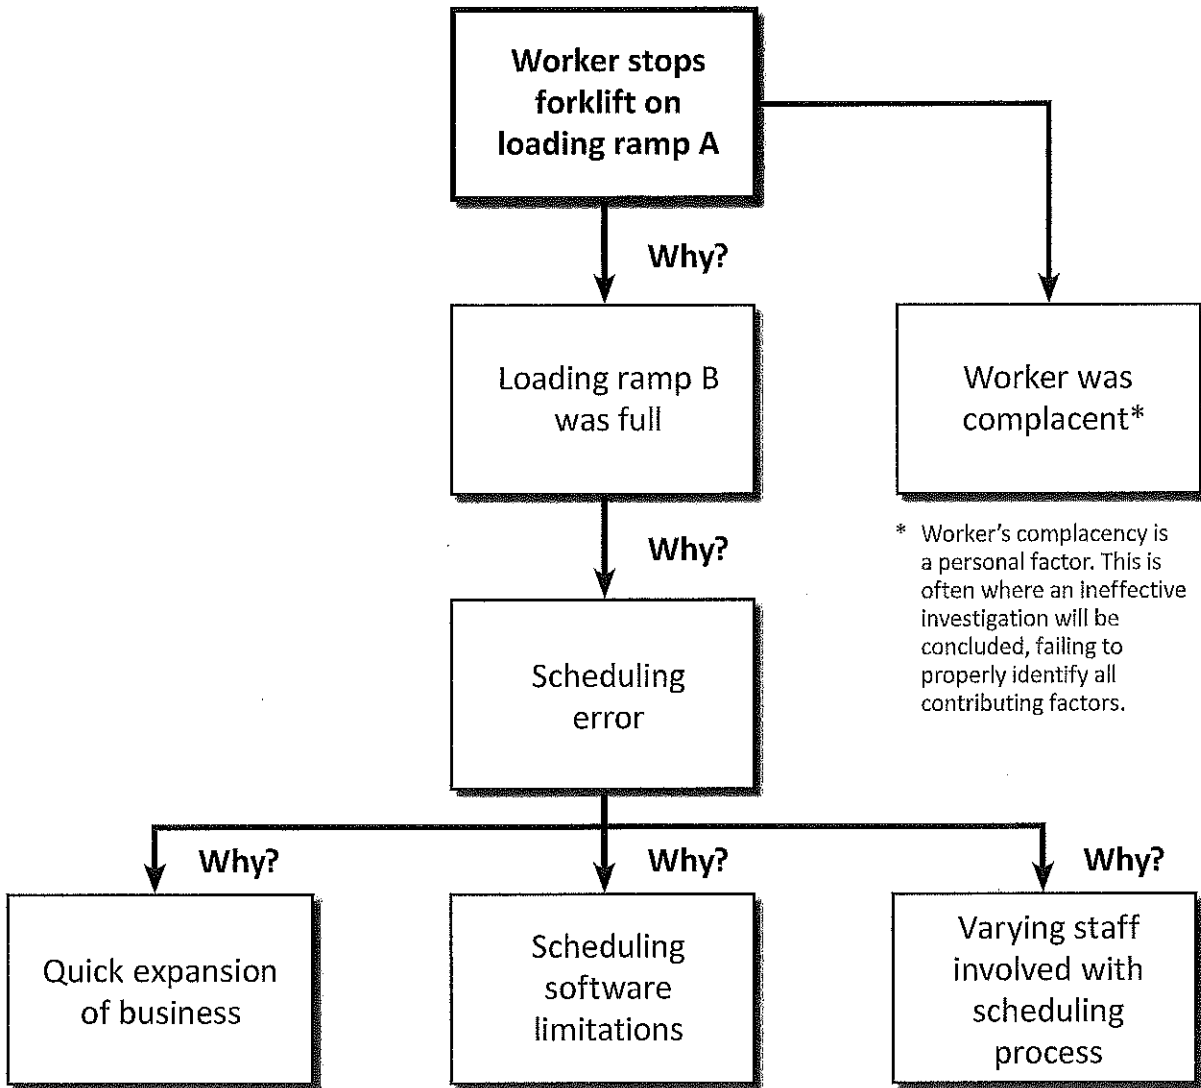 Worker stops
forklift on
loading ramp A
Why?
Loading ramp B
was full
Worker was
complacent*
* Worker's complacency is
a personal factor. This is
often where an ineffective
investigation will be
concluded, failing to
properly identify all
contributing factors.
Why?
Scheduling
error
Why?
Why?
Why?
Quick expansion
of business
Scheduling
software
limitations
Varying staff
involved with
scheduling
process